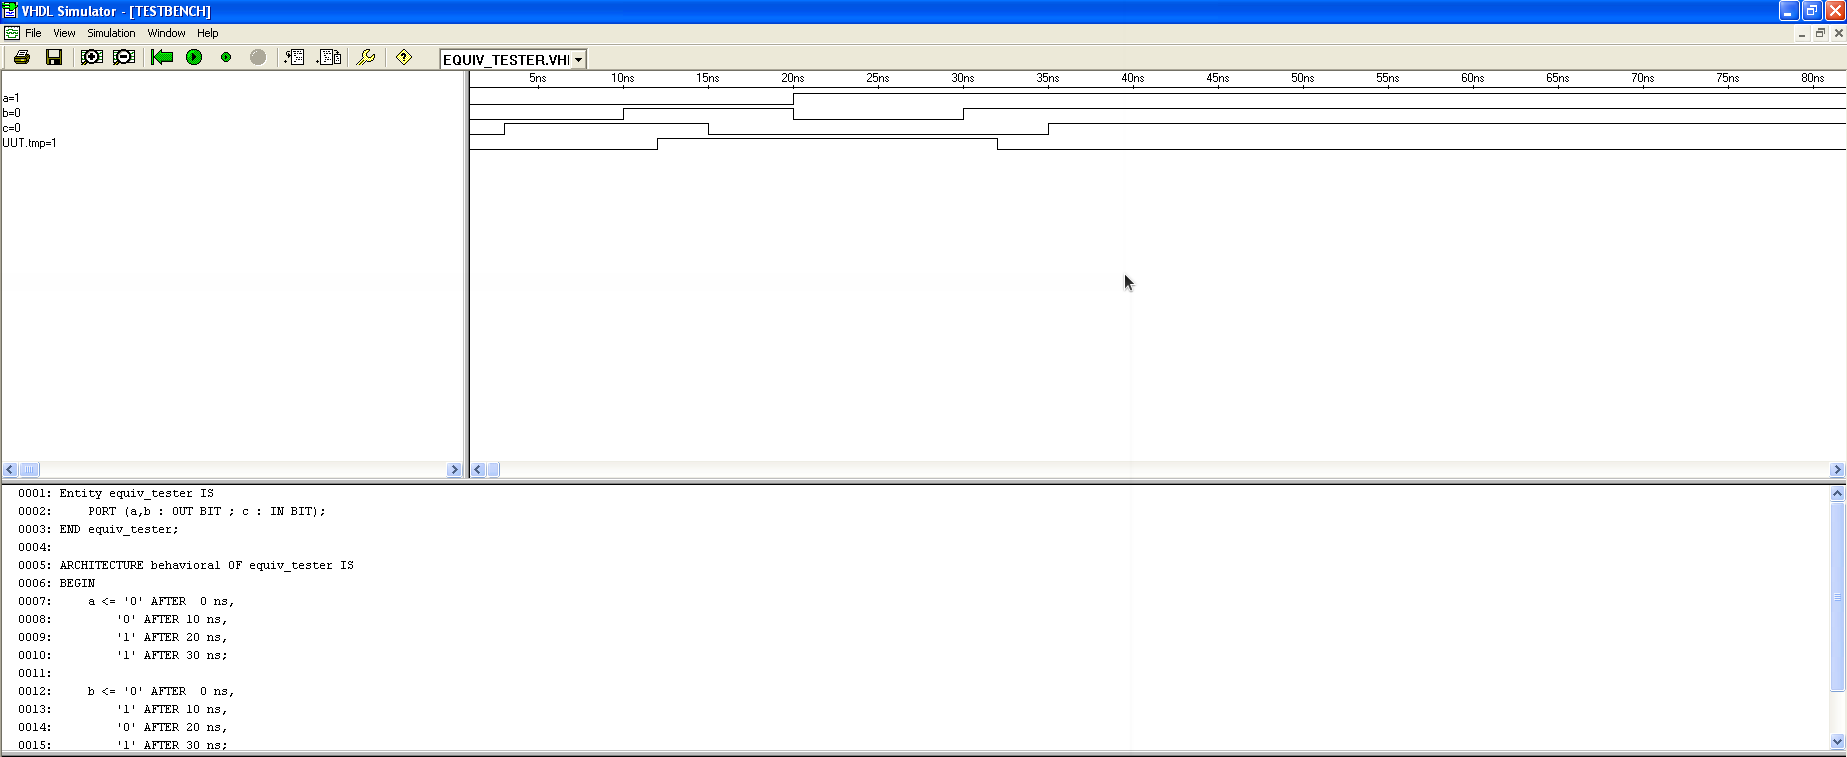 VHDL Simulator - [TESTBENCH]
File View Simulation Window Help
EQUIV_TESTER.VHI
5ns 10ns 15ns 20ns 25ns 30ns 35ns 40ns 45ns 50ns 55ns 60ns 65ns 70ns 75ns 80ns
a=1
b=0
c=0
UUT.tmp=1
0001: Entity equiv_tester IS
0002: PORT (a,b : OUT BIT ; c : IN BIT);
0003: END equiv_tester;
0004:
0005: ARCHITECTURE behavioral OF equiv_tester IS
0006: BEGIN
0007: a <= '0' AFTER 0 ns,
0008: '0' AFTER 10 ns,
0009: '1' AFTER 20 ns,
0010: '1' AFTER 30 ns;
0011:
0012: b <= '0' AFTER 0 ns,
0013: '1' AFTER 10 ns,
0014: '0' AFTER 20 ns,
0015: '1' AFTER 30 ns;